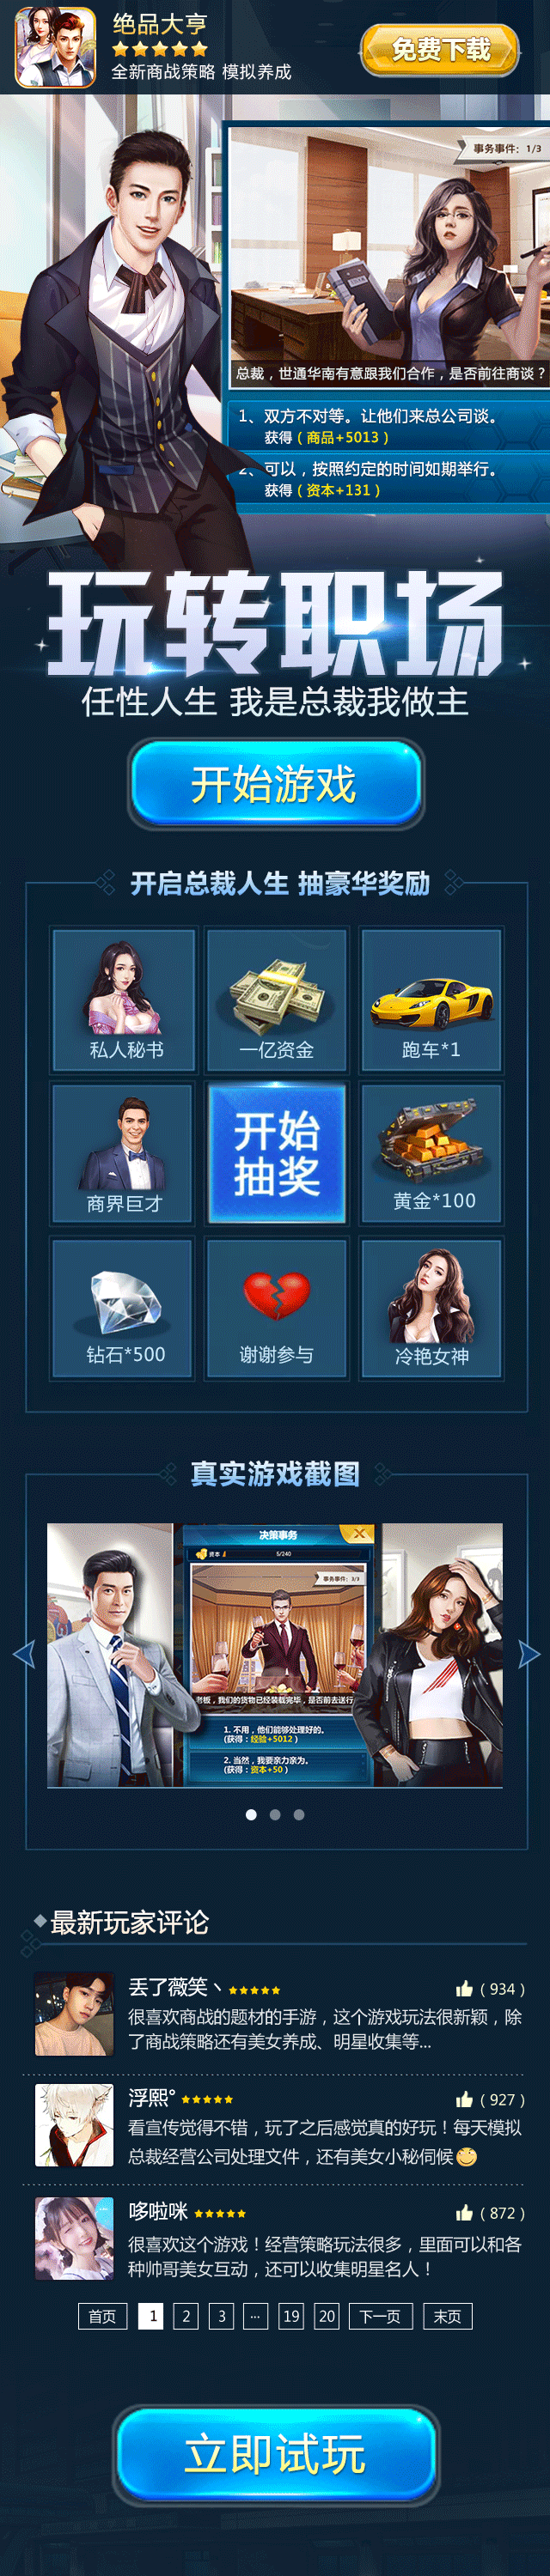 绝品大亨
全新商战策略 模拟养成
免费下载
事务事件：1/3
总裁，世通华南有意跟我们合作，是否前往商谈？
1、双方不对等。让他们来总公司谈。
获得（商品+5013）
2、可以，按照约定的时间如期举行。
获得（资本+131）
玩转职场
任性人生 我是总裁我做主
开始游戏
开启总裁人生 抽豪华奖励
私人秘书
一亿资金
跑车*1
商界巨才
开始
抽奖
黄金*100
钻石*500
谢谢参与
冷艳女神
真实游戏截图
决策事务
资本
5/240
事务事件：3/3
老板，我们的货物已经装载完毕，是否前去送行
1. 不用，他们能够处理好的。
(获得：经验+5012 )
2. 当然，我要亲力亲为。
(获得：资本+50 )
最新玩家评论
丢了薇笑丶
（934）
很喜欢商战的题材的手游，这个游戏玩法很新颖，除
了商战策略还有美女养成、明星收集等...
浮熙°
（927）
看宣传觉得不错，玩了之后感觉真的好玩！每天模拟
总裁经营公司处理文件，还有美女小秘伺候
哆啦咪
（872）
很喜欢这个游戏！经营策略玩法很多，里面可以和各
种帅哥美女互动，还可以收集明星名人！
首页 1 2 3 ... 19 20 下一页 末页
立即试玩